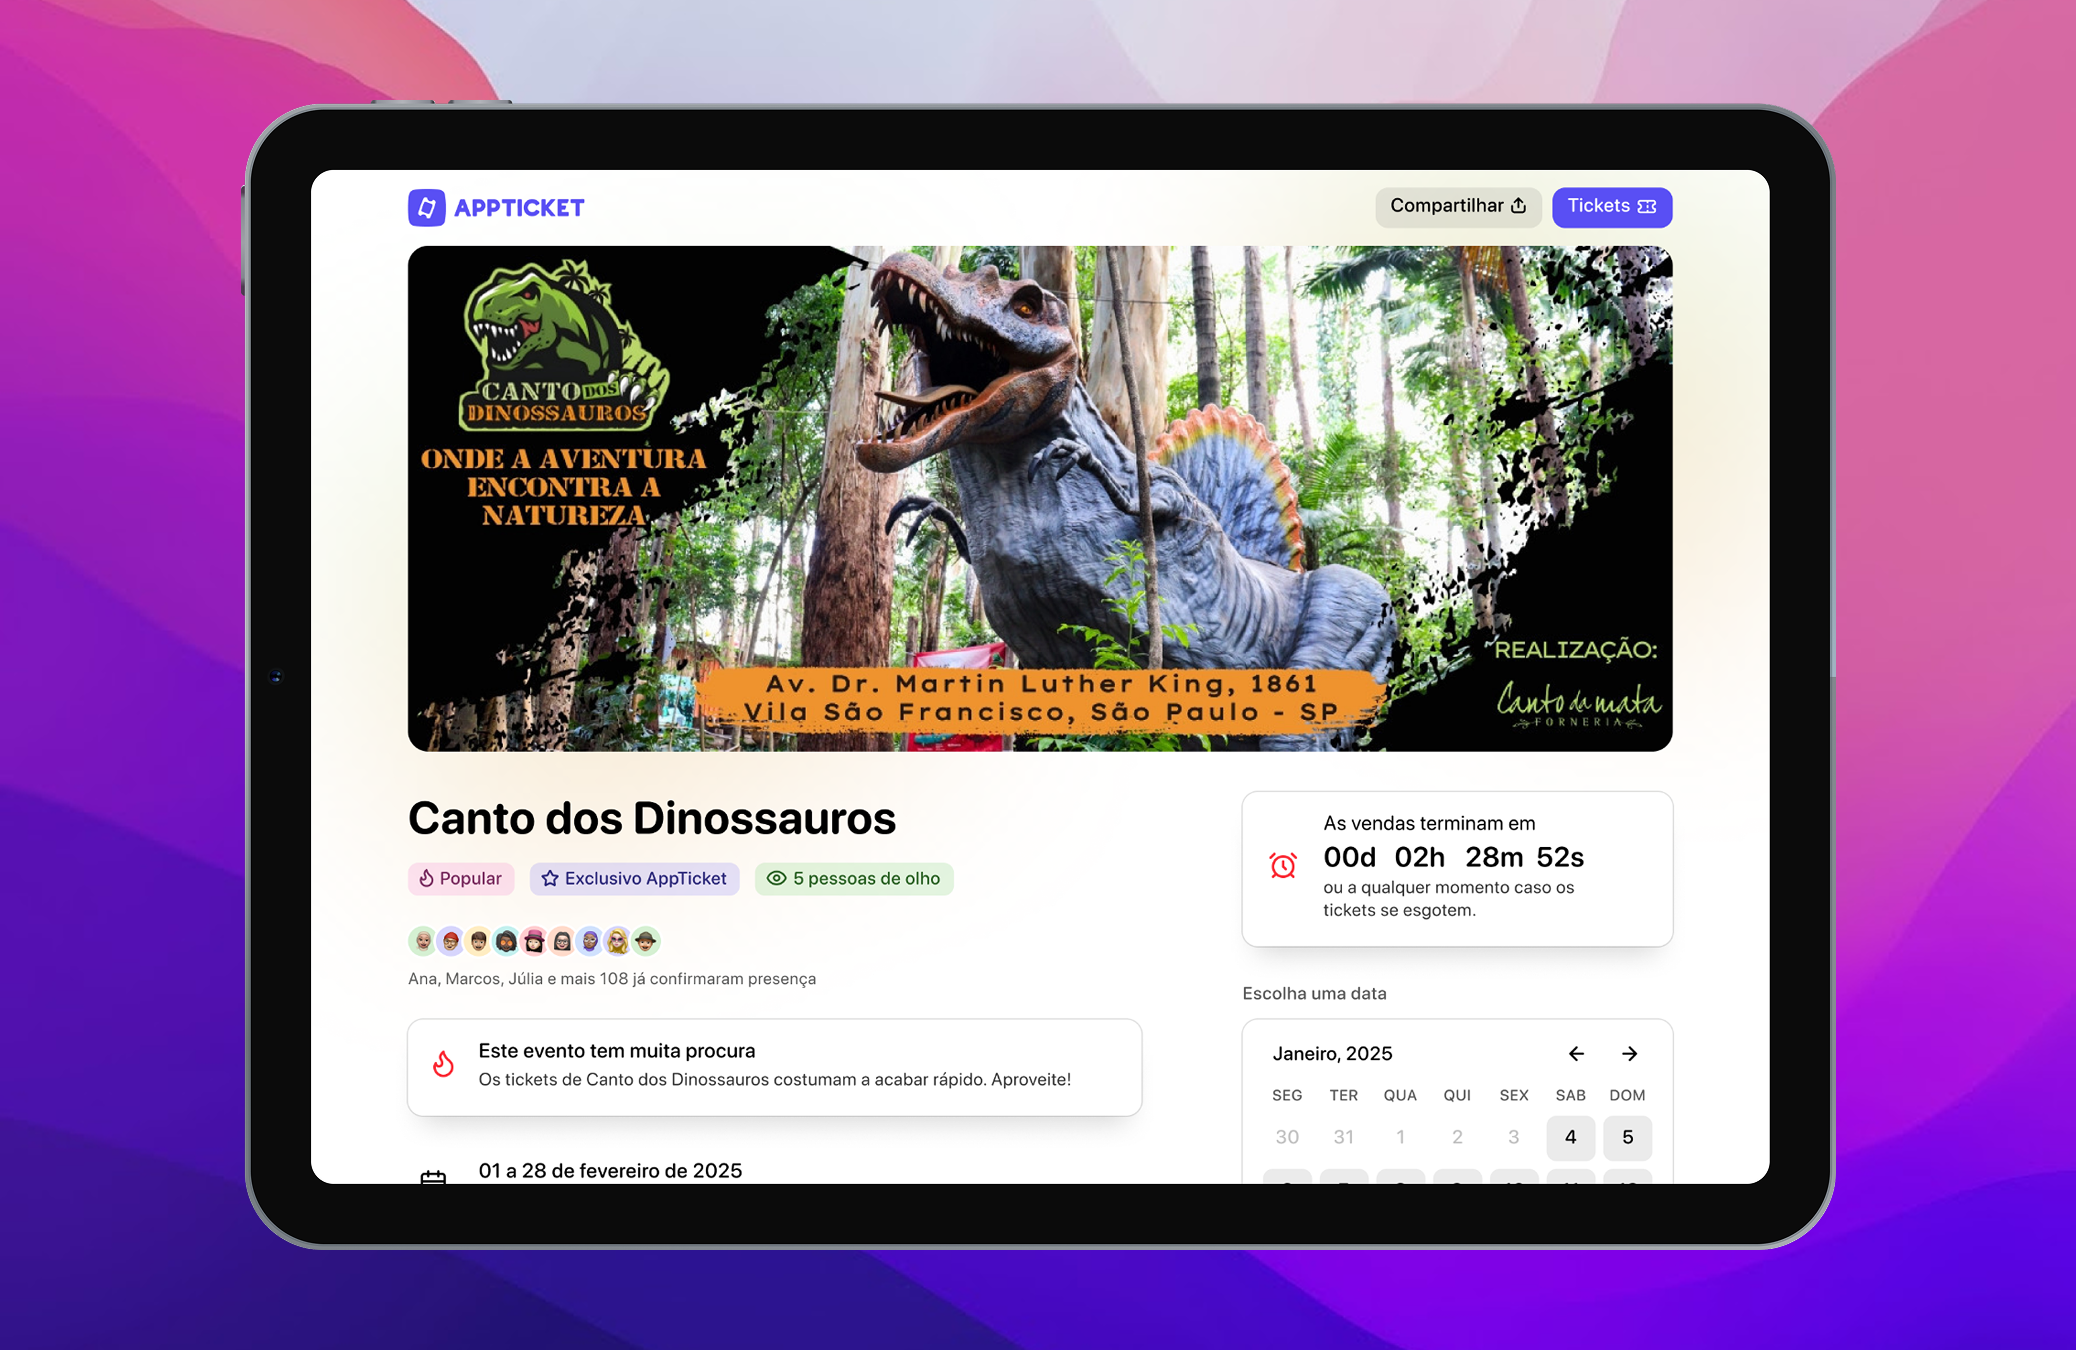 APPTICKET
Compartilhar
Tickets
CANTO DOS
DINOSSAUROS
ONDE A AVENTURA
ENCONTRA A
NATUREZA
Av. Dr. Martin Luther King, 1861
Vila São Francisco, São Paulo - SP
REALIZAÇÃO:
Canto da mata
FORNERIA
Canto dos Dinossauros
Popular
Exclusivo AppTicket
5 pessoas de olho
Ana, Marcos, Júlia e mais 108 já confirmaram presença
Este evento tem muita procura
Os tickets de Canto dos Dinossauros costumam a acabar rápido. Aproveite!
01 a 28 de fevereiro de 2025
As vendas terminam em
00d 02h 28m 52s
ou a qualquer momento caso os
tickets se esgotem.
Escolha uma data
Janeiro, 2025
SEG TER QUA QUI SEX SAB DOM
30 31 1 2 3 4 5